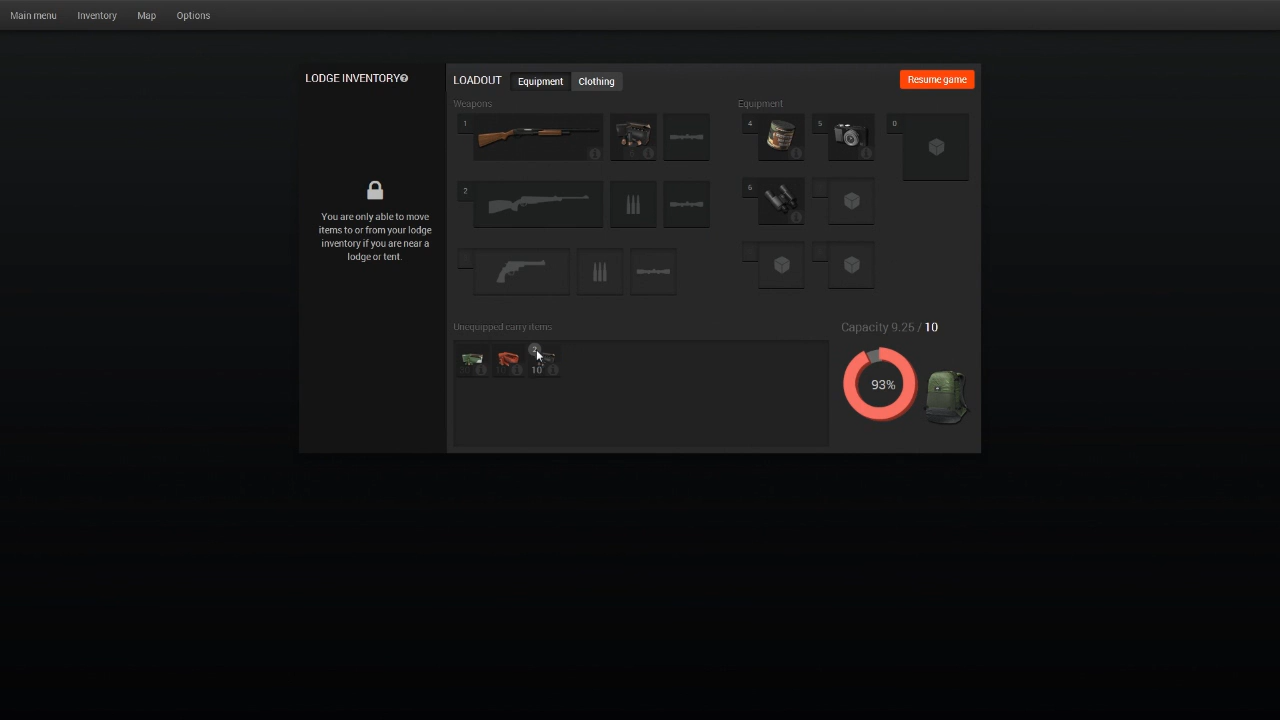 Main menu Inventory Map Options
LODGE INVENTORY
LOADOUT Equipment Clothing Resume game
Weapons Equipment
1 4 5 0
2 6
You are only able to move
items to or from your lodge
inventory if you are near a
lodge or tent.
Unequipped carry items Capacity 9.25 / 10
10
93%